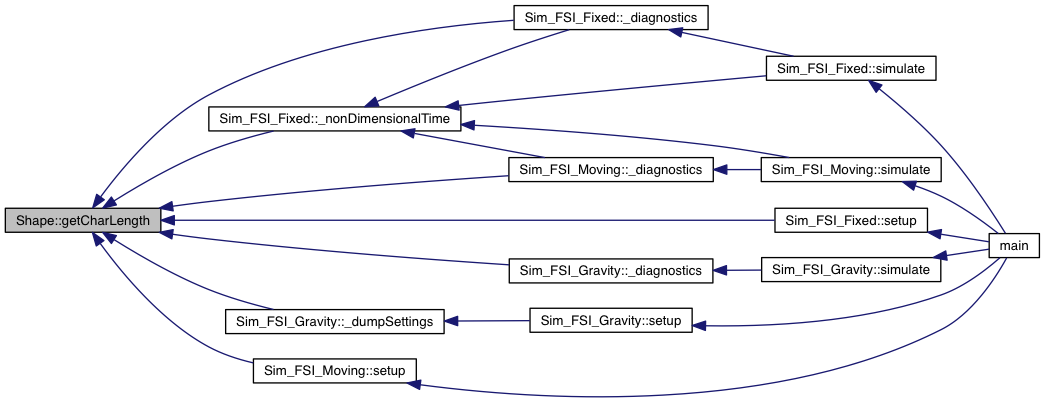 Sim_FSI_Fixed::_diagnostics
Sim_FSI_Fixed::simulate
Sim_FSI_Fixed::_nonDimensionalTime
Sim_FSI_Moving::_diagnostics
Sim_FSI_Moving::simulate
Shape::getCharLength
Sim_FSI_Fixed::setup
main
Sim_FSI_Gravity::_diagnostics
Sim_FSI_Gravity::simulate
Sim_FSI_Gravity::_dumpSettings
Sim_FSI_Gravity::setup
Sim_FSI_Moving::setup